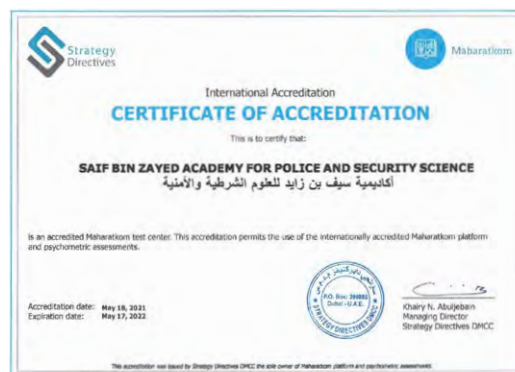 Strategy
Directives
Maharatkom
International Accreditation
CERTIFICATE OF ACCREDITATION
This is to certify that:
SAIF BIN ZAYED ACADEMY FOR POLICE AND SECURITY SCIENCE
أكاديمية سيف بن زايد للعلوم الشرطية والأمنية
is an accredited Maharatkom test center. This accreditation permits the use of the internationally accredited Maharatkom platform
and psychometric assessments.
Accreditation date: May 18, 2021
Expiration date: May 17, 2022
P.O. Box:
Dubai - U.A.E.
STRATEGY DIRECTIVES DMCC
Khairy N. Abuljebain
Managing Director
Strategy Directives DMCC
This accreditation was issued by Strategy Directives DMCC the sole owner of Maharatkom platform and psychometric assessments